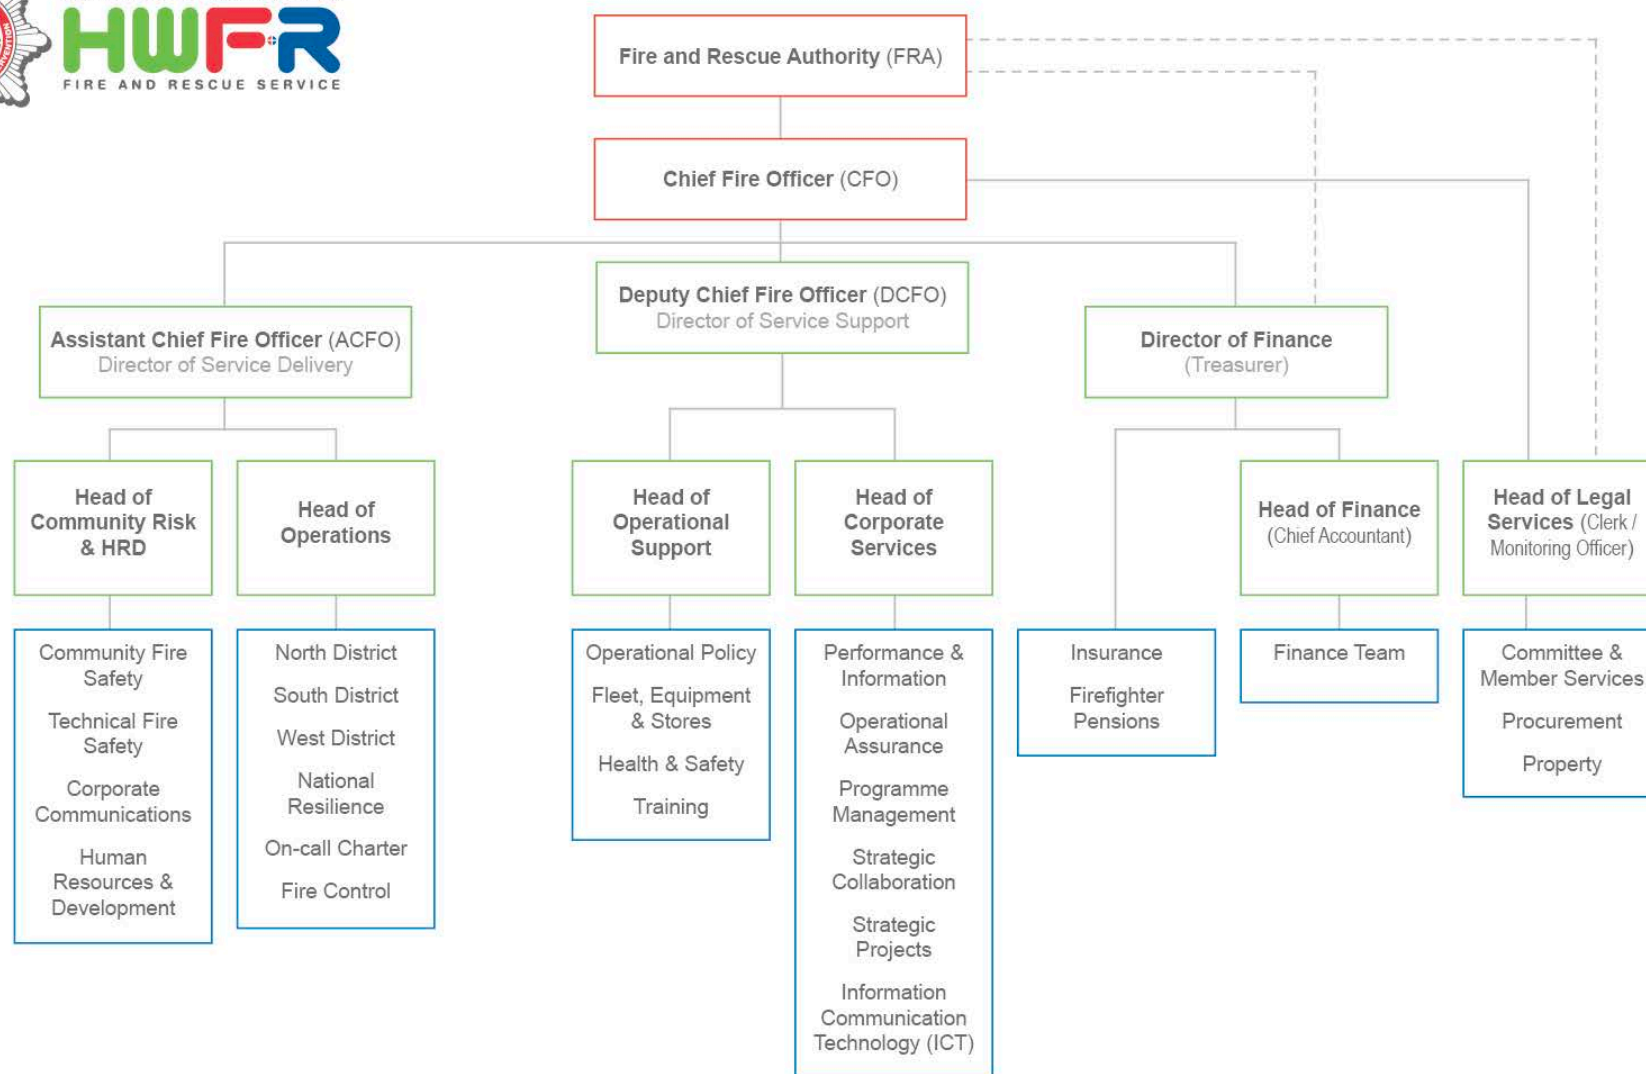 HWFR
FIRE AND RESCUE SERVICE
Fire and Rescue Authority (FRA)
Chief Fire Officer (CFO)
Deputy Chief Fire Officer (DCFO)
Director of Service Support
Assistant Chief Fire Officer (ACFO)
Director of Service Delivery
Director of Finance
(Treasurer)
Head of
Community Risk
& HRD
Head of
Operations
Head of
Operational
Support
Head of
Corporate
Services
Head of Finance
(Chief Accountant)
Head of Legal
Services (Clerk /
Monitoring Officer)
Community Fire
Safety
Technical Fire
Safety
Corporate
Communications
Human
Resources &
Development
North District
South District
West District
National
Resilience
On-call Charter
Fire Control
Operational Policy
Fleet, Equipment
& Stores
Health & Safety
Training
Performance &
Information
Operational
Assurance
Programme
Management
Strategic
Collaboration
Strategic
Projects
Information
Communication
Technology (ICT)
Insurance
Firefighter
Pensions
Finance Team
Committee &
Member Services
Procurement
Property